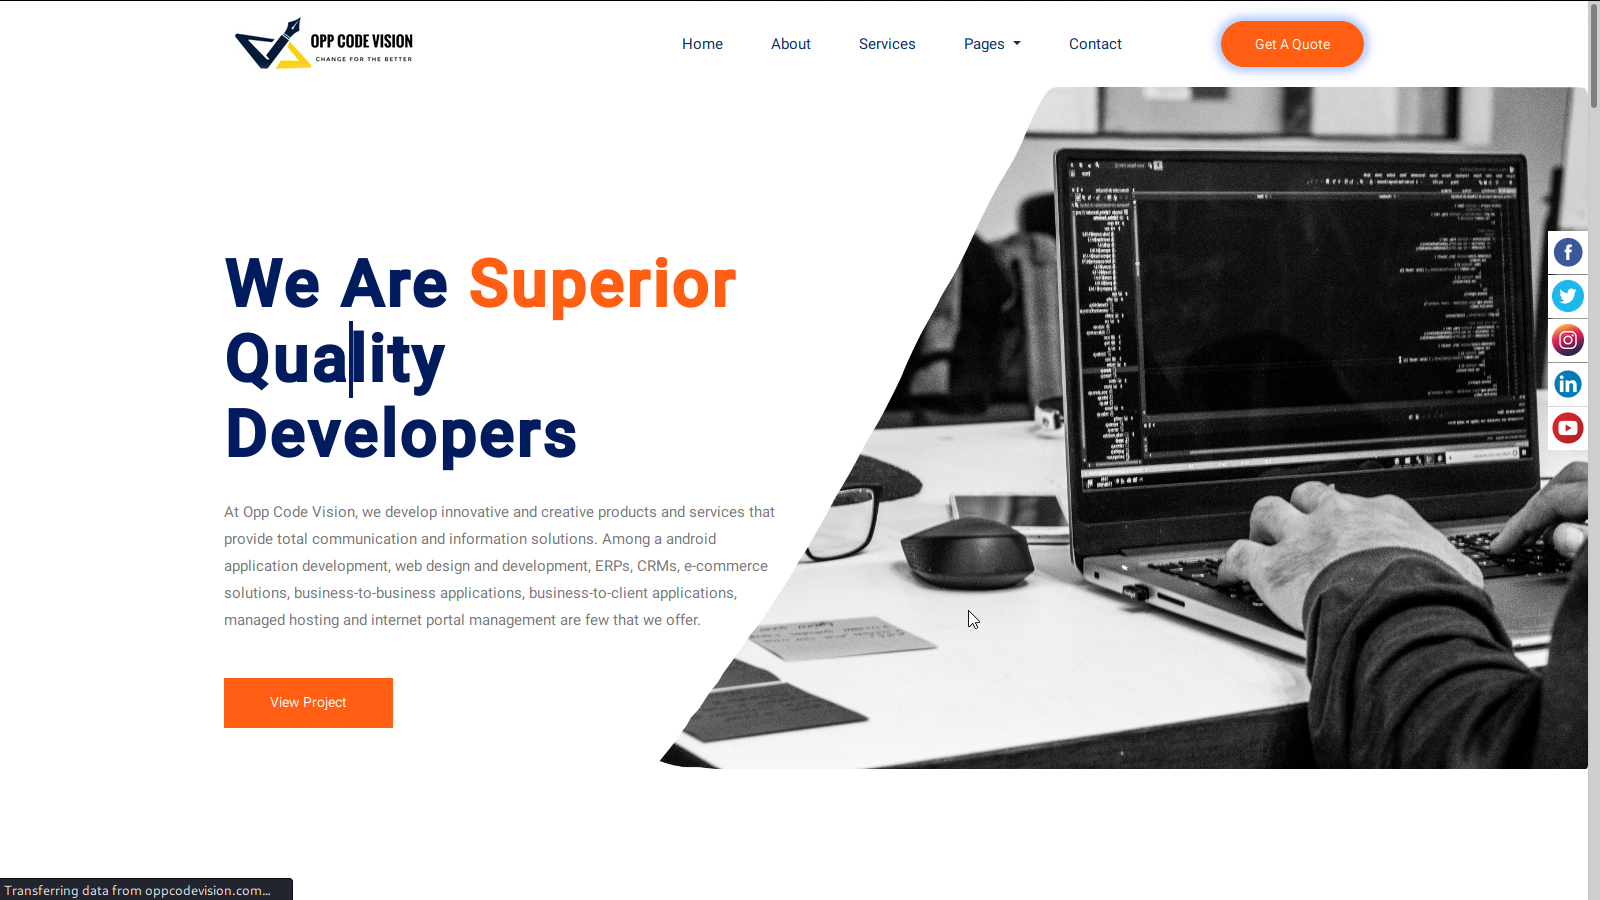 OPP CODE VISION
CHANGE FOR THE BETTER
Home
About
Services
Pages
Contact
Get A Quote
We Are Superior
Quality
Developers
At Opp Code Vision, we develop innovative and creative products and services that
provide total communication and information solutions. Among a android
application development, web design and development, ERPs, CRMs, e-commerce
solutions, business-to-business applications, business-to-client applications,
managed hosting and internet portal management are few that we offer.
View Project
Transferring data from oppcodevision.com...